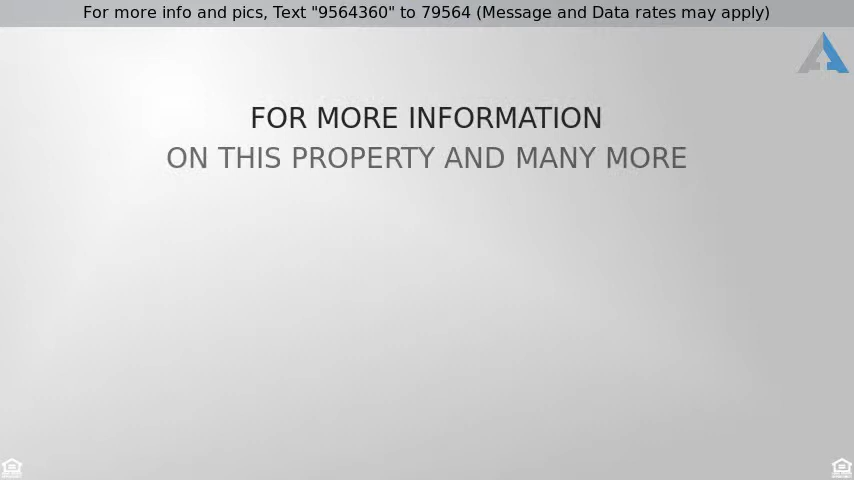 For more info and pics, Text "9564360" to 79564 (Message and Data rates may apply)
FOR MORE INFORMATION
ON THIS PROPERTY AND MANY MORE